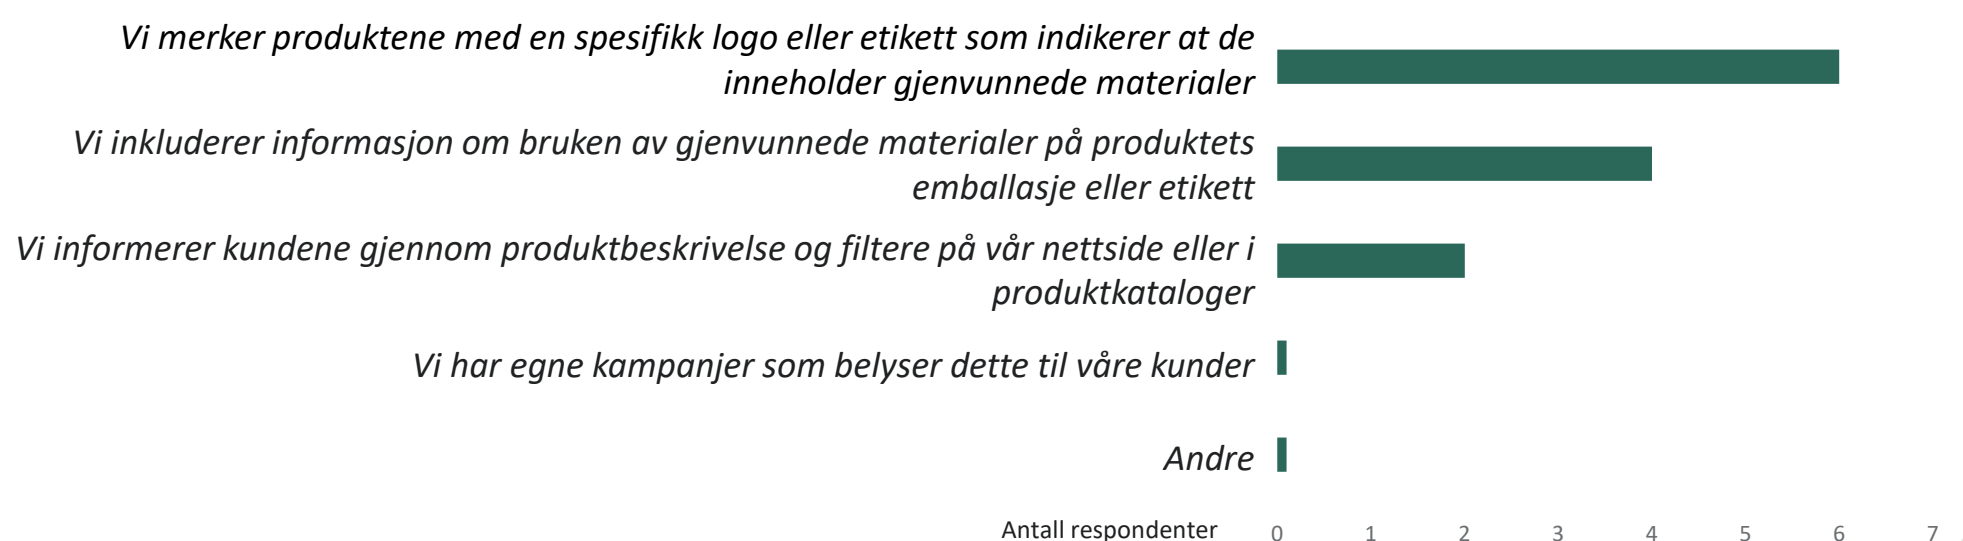 Vi merker produktene med en spesifikk logo eller etikett som indikerer at de
inneholder gjenvunnede materialer
Vi inkluderer informasjon om bruken av gjenvunnede materialer på produktets
emballasje eller etikett
Vi informerer kundene gjennom produktbeskrivelse og filtere på vår nettside eller i
produktkataloger
Vi har egne kampanjer som belyser dette til våre kunder
Andre
Antall respondenter 0 1 2 3 4 5 6 7